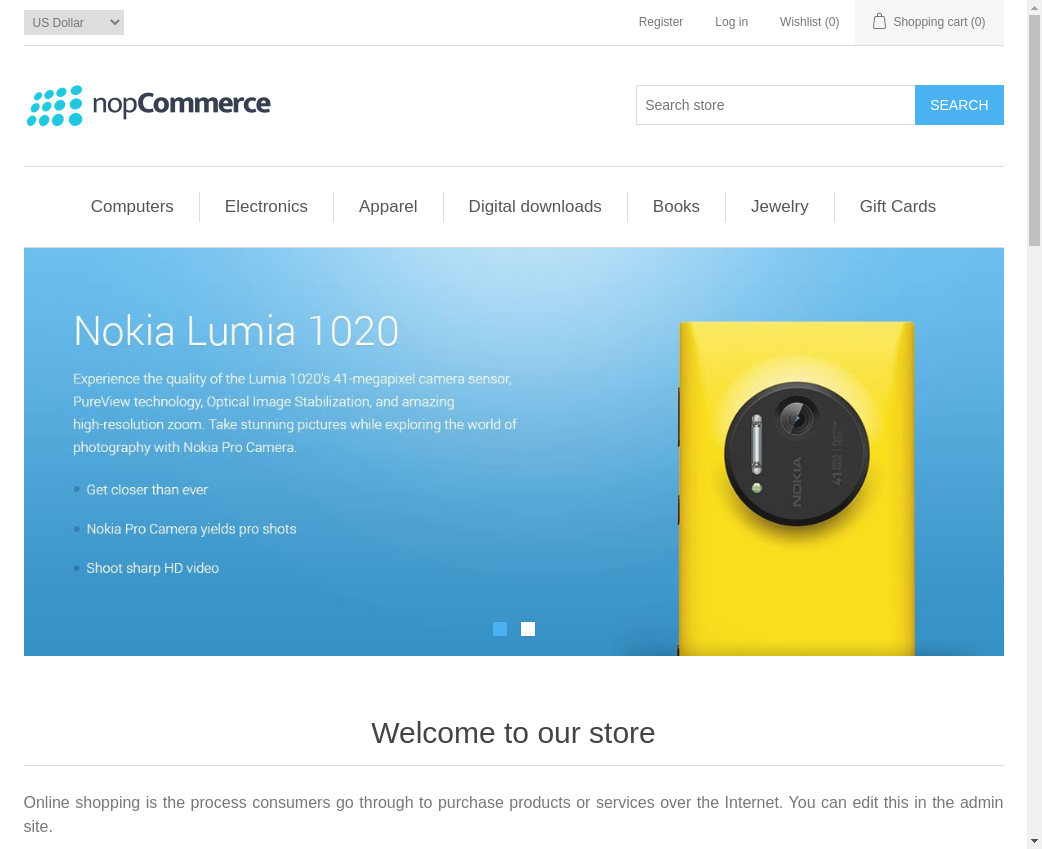 US Dollar
Register
Log in
Wishlist (0)
Shopping cart (0)
nopCommerce
Search store
SEARCH
Computers
Electronics
Apparel
Digital downloads
Books
Jewelry
Gift Cards
Nokia Lumia 1020
Experience the quality of the Lumia 1020's 41-megapixel camera sensor,
PureView technology, Optical Image Stabilization, and amazing
high-resolution zoom. Take stunning pictures while exploring the world of
photography with Nokia Pro Camera.
Get closer than ever
Nokia Pro Camera yields pro shots
Shoot sharp HD video
NOKIA
Welcome to our store
Online shopping is the process consumers go through to purchase products or services over the Internet. You can edit this in the admin
site.